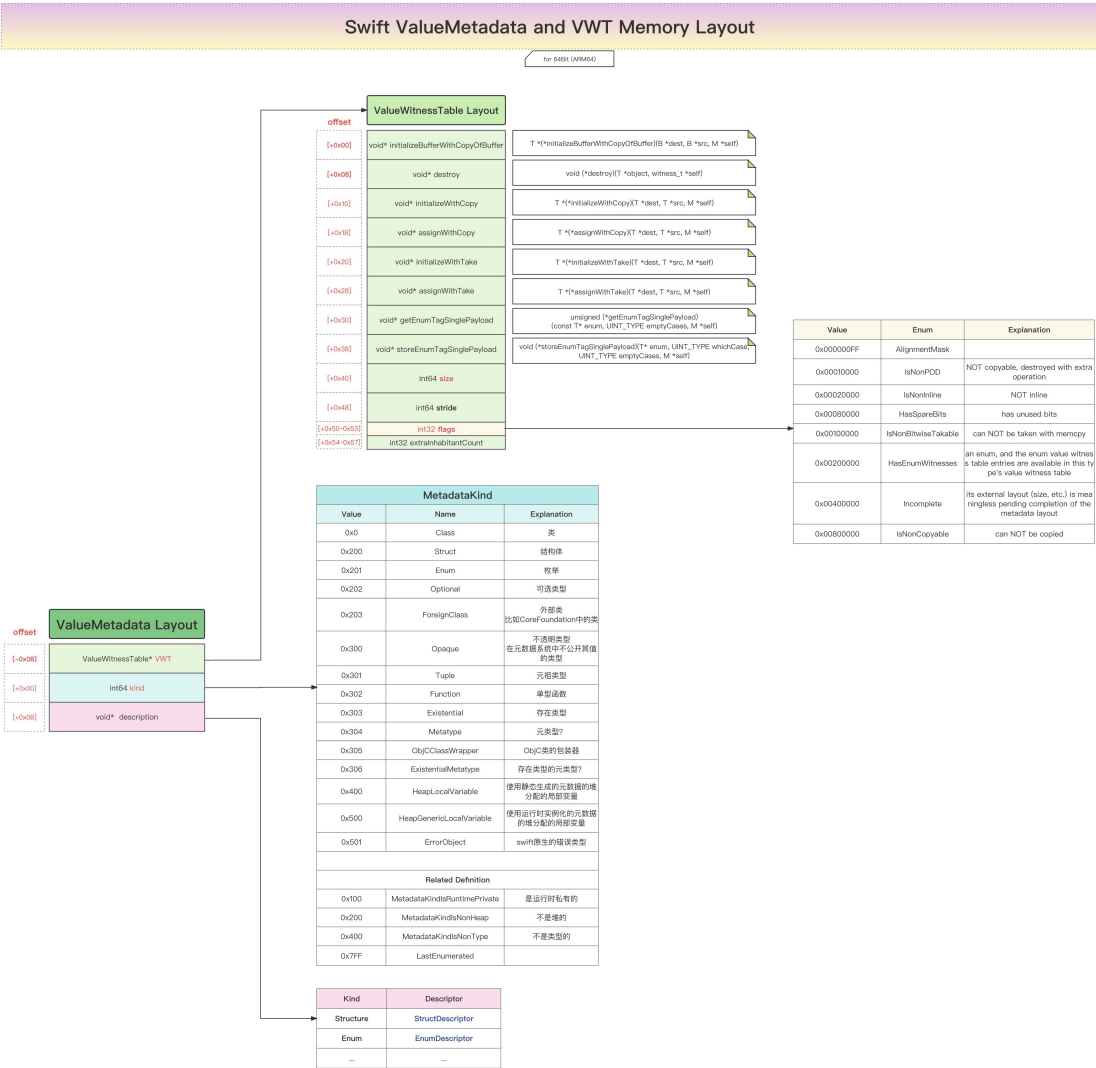 Swift ValueMetadata and VWT Memory Layout
for 64Bit (ARM64)
ValueWitnessTable Layout
offset
[+0x00] void* initializeBufferWithCopyOfBuffer T *(*initializeBufferWithCopyOfBuffer)(B *dest, B *src, M *self)
[+0x08] void* destroy void (*destroy)(T *object, witness_t *self)
[+0x10] void* initializeWithCopy T *(*initializeWithCopy)(T *dest, T *src, M *self)
[+0x18] void* assignWithCopy T *(*assignWithCopy)(T *dest, T *src, M *self)
[+0x20] void* initializeWithTake T *(*initializeWithTake)(T *dest, T *src, M *self)
[+0x28] void* assignWithTake T *(*assignWithTake)(T *dest, T *src, M *self)
[+0x30] void* getEnumTagSinglePayload unsigned (*getEnumTagSinglePayload)
(const T* enum, UINT_TYPE emptyCases, M *self)
[+0x38] void* storeEnumTagSinglePayload void (*storeEnumTagSinglePayload)(T* enum, UINT_TYPE whichCase,
UINT_TYPE emptyCases, M *self)
[+0x40] int64 size
[+0x48] int64 stride
[+0x50-0x53] int32 flags
[+0x54-0x57] int32 extraInhabitantCount
Value Enum Explanation
0x000000FF AlignmentMask
0x00010000 IsNonPOD NOT copyable, destroyed with extra
operation
0x00020000 IsNonInline NOT inline
0x00080000 HasSpareBits has unused bits
0x00100000 IsNonBitwiseTakable can NOT be taken with memcpy
0x00200000 HasEnumWitnesses an enum, and the enum value witnes
s table entries are available in this ty
pe's value witness table
0x00400000 Incomplete its external layout (size, etc.) is mea
ningless pending completion of the
metadata layout
0x00800000 IsNonCopyable can NOT be copied
MetadataKind
Value Name Explanation
0x0 Class 类
0x200 Struct 结构体
0x201 Enum 枚举
0x202 Optional 可选类型
0x203 ForeignClass 外部类
比如CoreFoundation中的类
0x300 Opaque 不透明类型
在元数据系统中不公开其值
的类型
0x301 Tuple 元祖类型
0x302 Function 单型函数
0x303 Existential 存在类型
0x304 Metatype 元类型?
0x305 ObjCClassWrapper ObjC类的包装器
0x306 ExistentialMetatype 存在类型的元类型?
0x400 HeapLocalVariable 使用静态生成的元数据的堆
分配的局部变量
0x500 HeapGenericLocalVariable 使用运行时实例化的元数据
的堆分配的局部变量
0x501 ErrorObject swift原生的错误类型
Related Definition
0x100 MetadataKindIsRuntimePrivate 是运行时私有的
0x200 MetadataKindIsNonHeap 不是堆的
0x400 MetadataKindIsNonType 不是类型的
0x7FF LastEnumerated
ValueMetadata Layout
offset
[-0x08] ValueWitnessTable* VWT
[+0x00] int64 kind
[+0x08] void* description
Kind Descriptor
Structure StructDescriptor
Enum EnumDescriptor
... ...